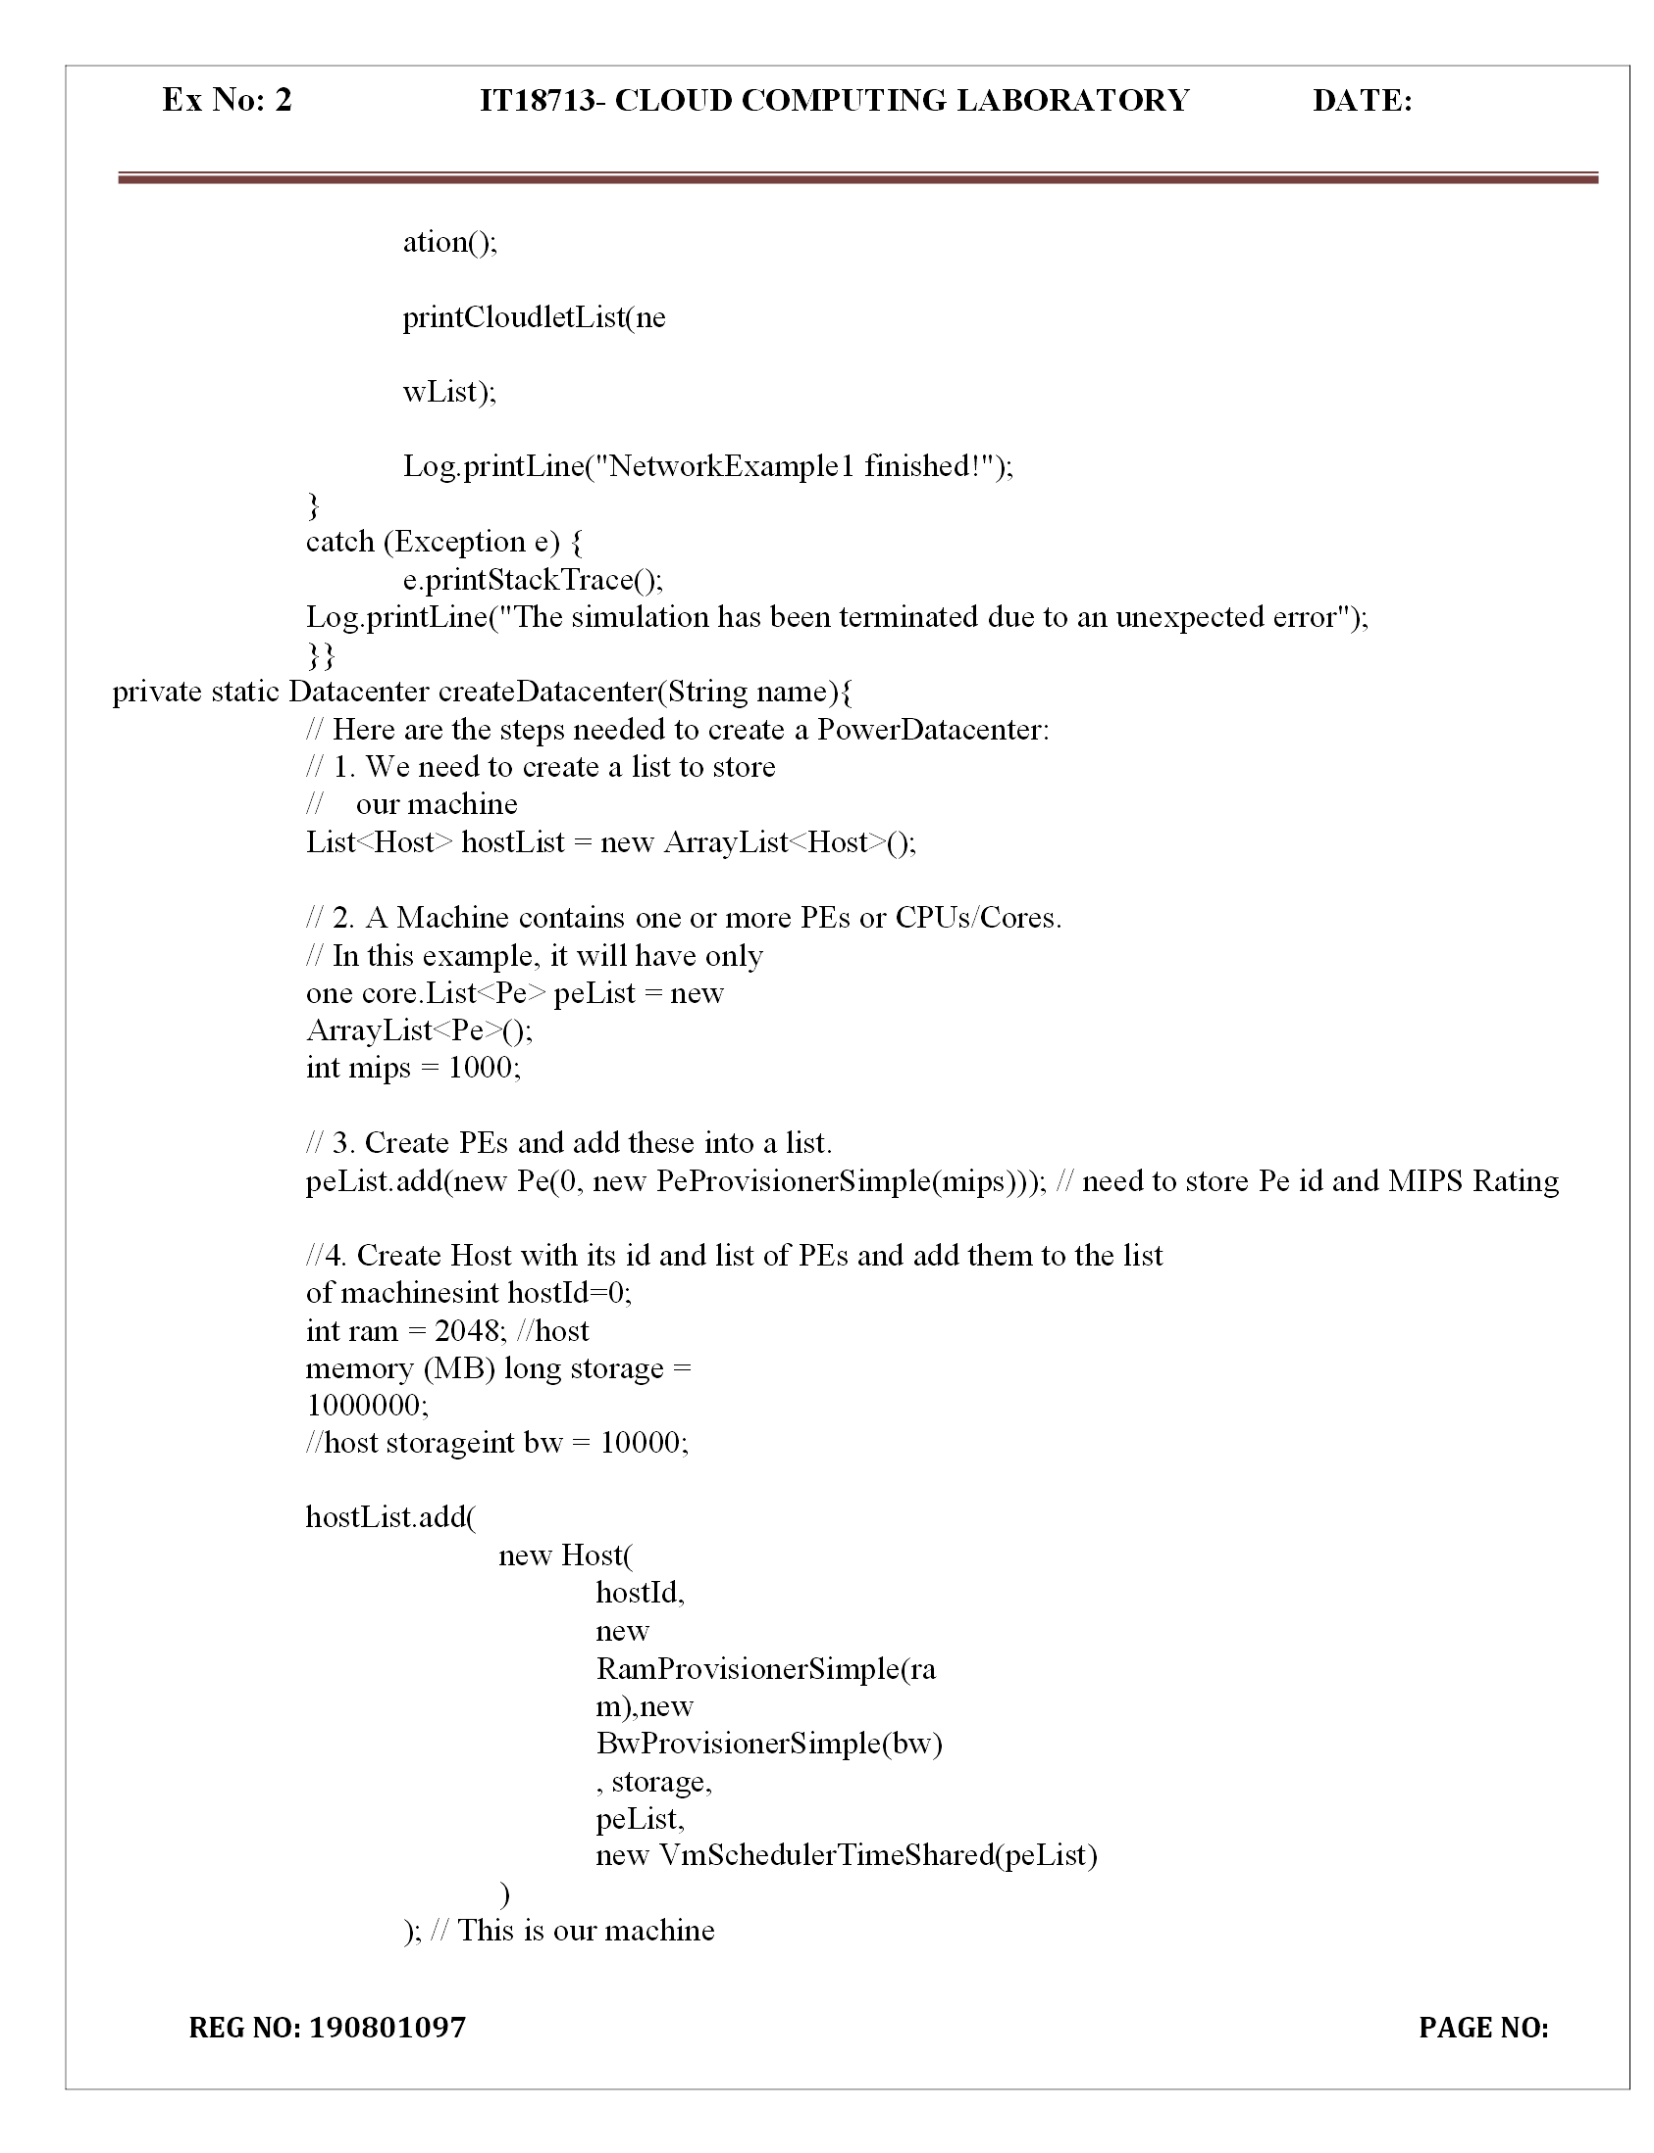 Ex No: 2 IT18713- CLOUD COMPUTING LABORATORY DATE:
ation();
printCloudletList(ne
wList);
Log.printLine("NetworkExample1 finished!");
}
catch (Exception e) {
e.printStackTrace();
Log.printLine("The simulation has been terminated due to an unexpected error");
}}
private static Datacenter createDatacenter(String name){
// Here are the steps needed to create a PowerDatacenter:
// 1. We need to create a list to store
// our machine
List<Host> hostList = new ArrayList<Host>();
// 2. A Machine contains one or more PEs or CPUs/Cores.
// In this example, it will have only
one core.List<Pe> peList = new
ArrayList<Pe>();
int mips = 1000;
// 3. Create PEs and add these into a list.
peList.add(new Pe(0, new PeProvisionerSimple(mips))); // need to store Pe id and MIPS Rating
//4. Create Host with its id and list of PEs and add them to the list
of machinesint hostId=0;
int ram = 2048; //host
memory (MB) long storage =
1000000;
//host storageint bw = 10000;
hostList.add(
new Host(
hostId,
new
RamProvisionerSimple(ra
m),new
BwProvisionerSimple(bw)
, storage,
peList,
new VmSchedulerTimeShared(peList)
)
); // This is our machine
REG NO: 190801097 PAGE NO: